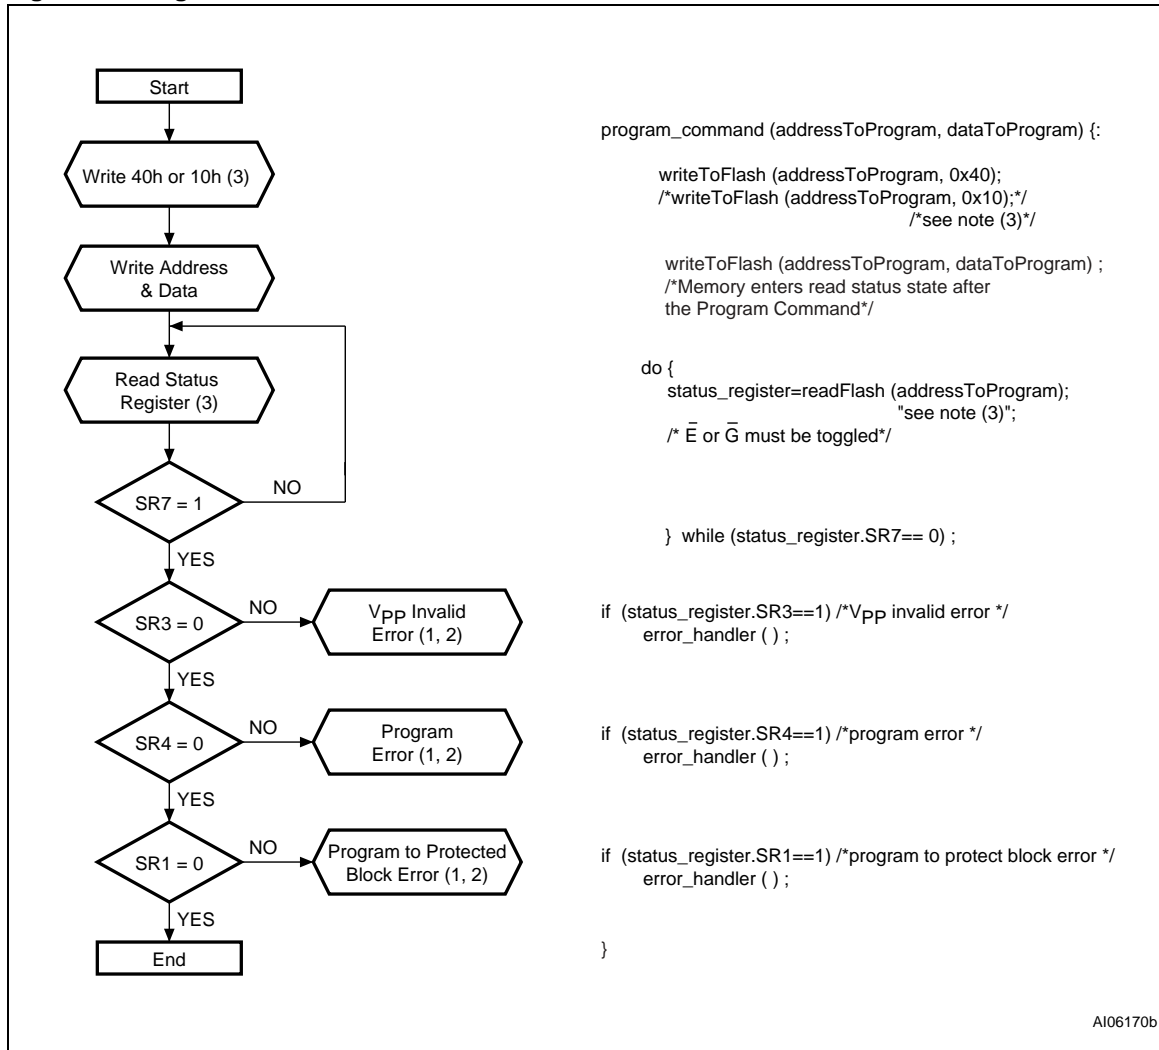 Start
Write 40h or 10h (3)
Write Address
& Data
Read Status
Register (3)
SR7 = 1
NO
YES
SR3 = 0
NO
VPP Invalid
Error (1, 2)
YES
SR4 = 0
NO
Program
Error (1, 2)
YES
SR1 = 0
NO
Program to Protected
Block Error (1, 2)
YES
End
program_command (addressToProgram, dataToProgram) {:
writeToFlash (addressToProgram, 0x40);
/*writeToFlash (addressToProgram, 0x10);*/
/*see note (3)*/
writeToFlash (addressToProgram, dataToProgram) ;
/*Memory enters read status state after
the Program Command*/
do {
status_register=readFlash (addressToProgram);
"see note (3)";
/* E̅ or G̅ must be toggled*/
} while (status_register.SR7== 0) ;
if (status_register.SR3==1) /*VPP invalid error */
error_handler ( ) ;
if (status_register.SR4==1) /*program error */
error_handler ( ) ;
if (status_register.SR1==1) /*program to protect block error */
error_handler ( ) ;
}
AI06170b